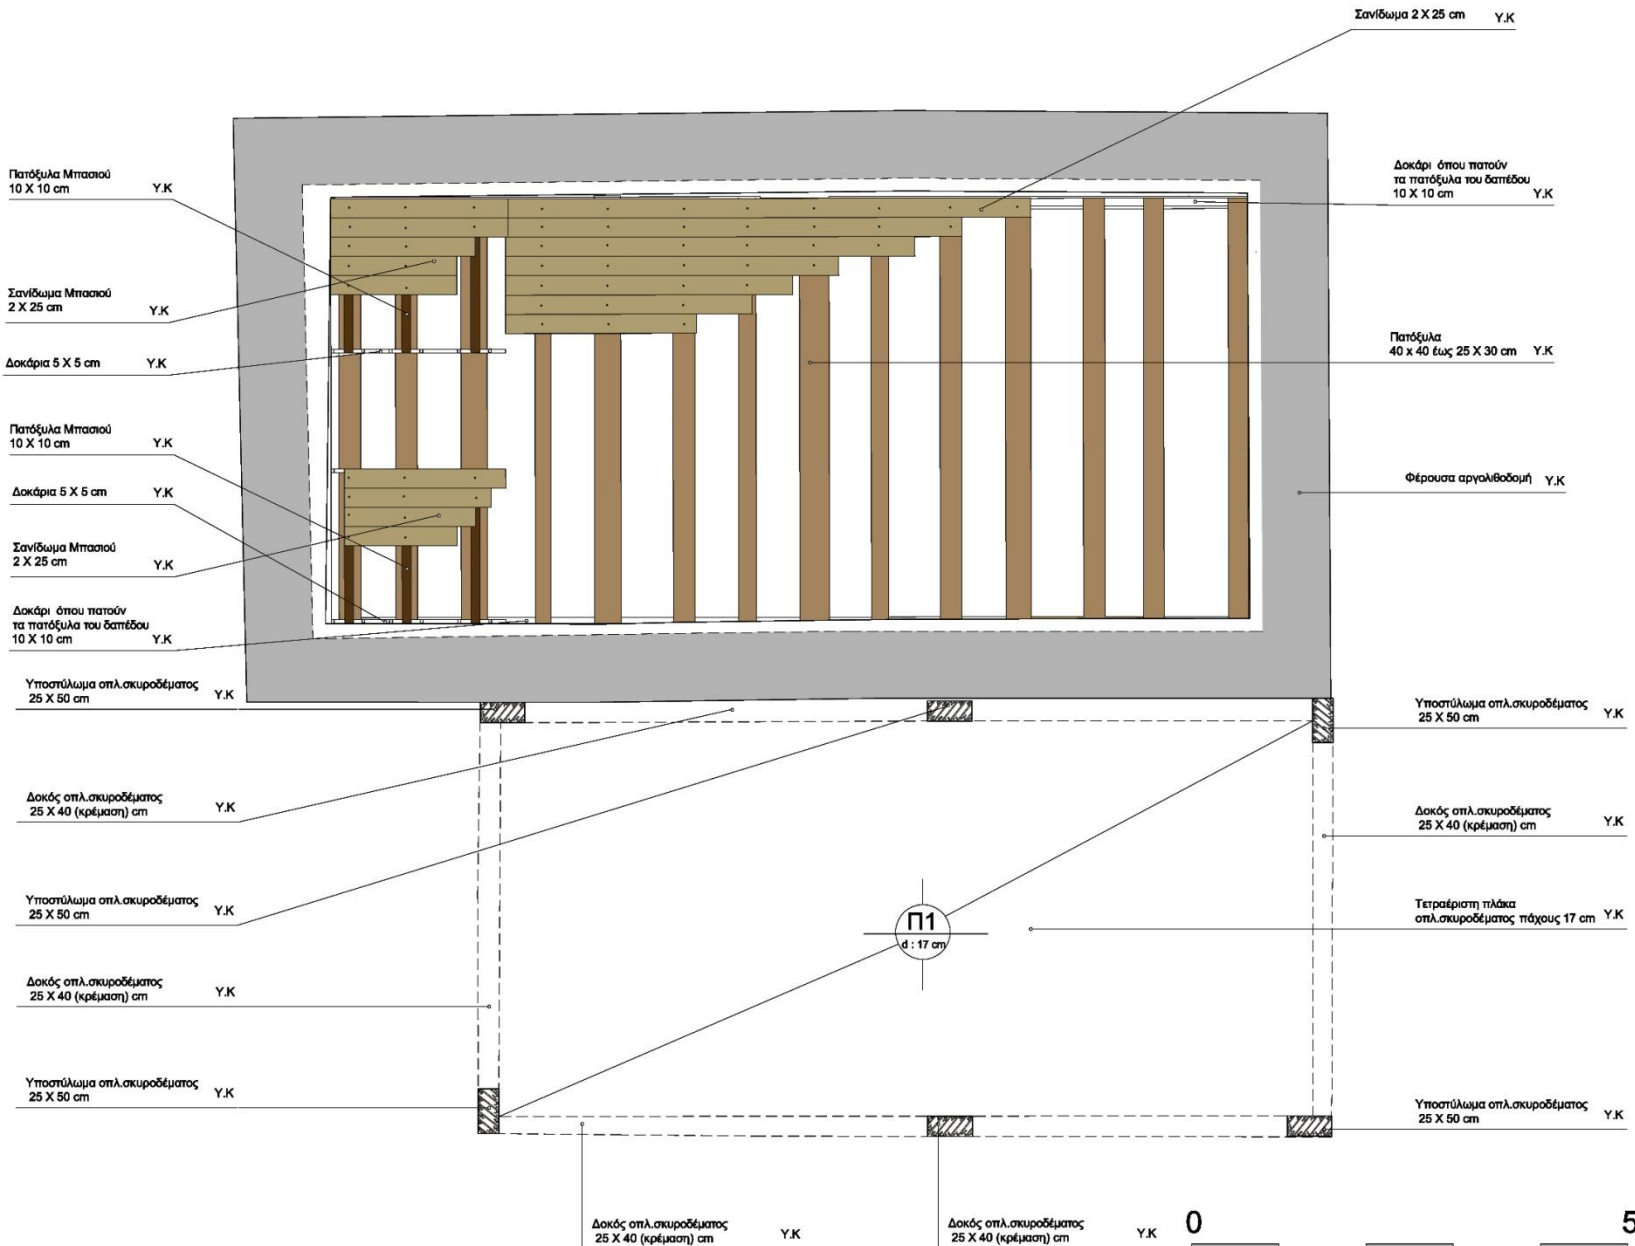 Σανίδωμα 2 Χ 25 cm Υ.Κ
Πατόξυλα Μπασιού
10 Χ 10 cm Υ.Κ
Σανίδωμα Μπασιού
2 Χ 25 cm Υ.Κ
Δοκάρια 5 Χ 5 cm Υ.Κ
Πατόξυλα Μπασιού
10 Χ 10 cm Υ.Κ
Δοκάρια 5 Χ 5 cm Υ.Κ
Σανίδωμα Μπασιού
2 Χ 25 cm Υ.Κ
Δοκάρι όπου πατούν
τα πατόξυλα του δαπέδου
10 Χ 10 cm Υ.Κ
Υποστύλωμα οπλ.σκυροδέματος
25 Χ 50 cm Υ.Κ
Δοκός οπλ.σκυροδέματος
25 Χ 40 (κρέμαση) cm Υ.Κ
Υποστύλωμα οπλ.σκυροδέματος
25 Χ 50 cm Υ.Κ
Δοκός οπλ.σκυροδέματος
25 Χ 40 (κρέμαση) cm Υ.Κ
Υποστύλωμα οπλ.σκυροδέματος
25 Χ 50 cm Υ.Κ
Δοκάρι όπου πατούν
τα πατόξυλα του δαπέδου
10 Χ 10 cm Υ.Κ
Πατόξυλα
40 x 40 έως 25 Χ 30 cm Υ.Κ
Φέρουσα αργολιθοδομή Υ.Κ
Υποστύλωμα οπλ.σκυροδέματος
25 Χ 50 cm Υ.Κ
Δοκός οπλ.σκυροδέματος
25 Χ 40 (κρέμαση) cm Υ.Κ
Τετραέριστη πλάκα
οπλ.σκυροδέματος πάχους 17 cm Υ.Κ
Υποστύλωμα οπλ.σκυροδέματος
25 Χ 50 cm Υ.Κ
Π1
d : 17 cm
Δοκός οπλ.σκυροδέματος
25 Χ 40 (κρέμαση) cm Υ.Κ
Δοκός οπλ.σκυροδέματος
25 Χ 40 (κρέμαση) cm Υ.Κ
0 5